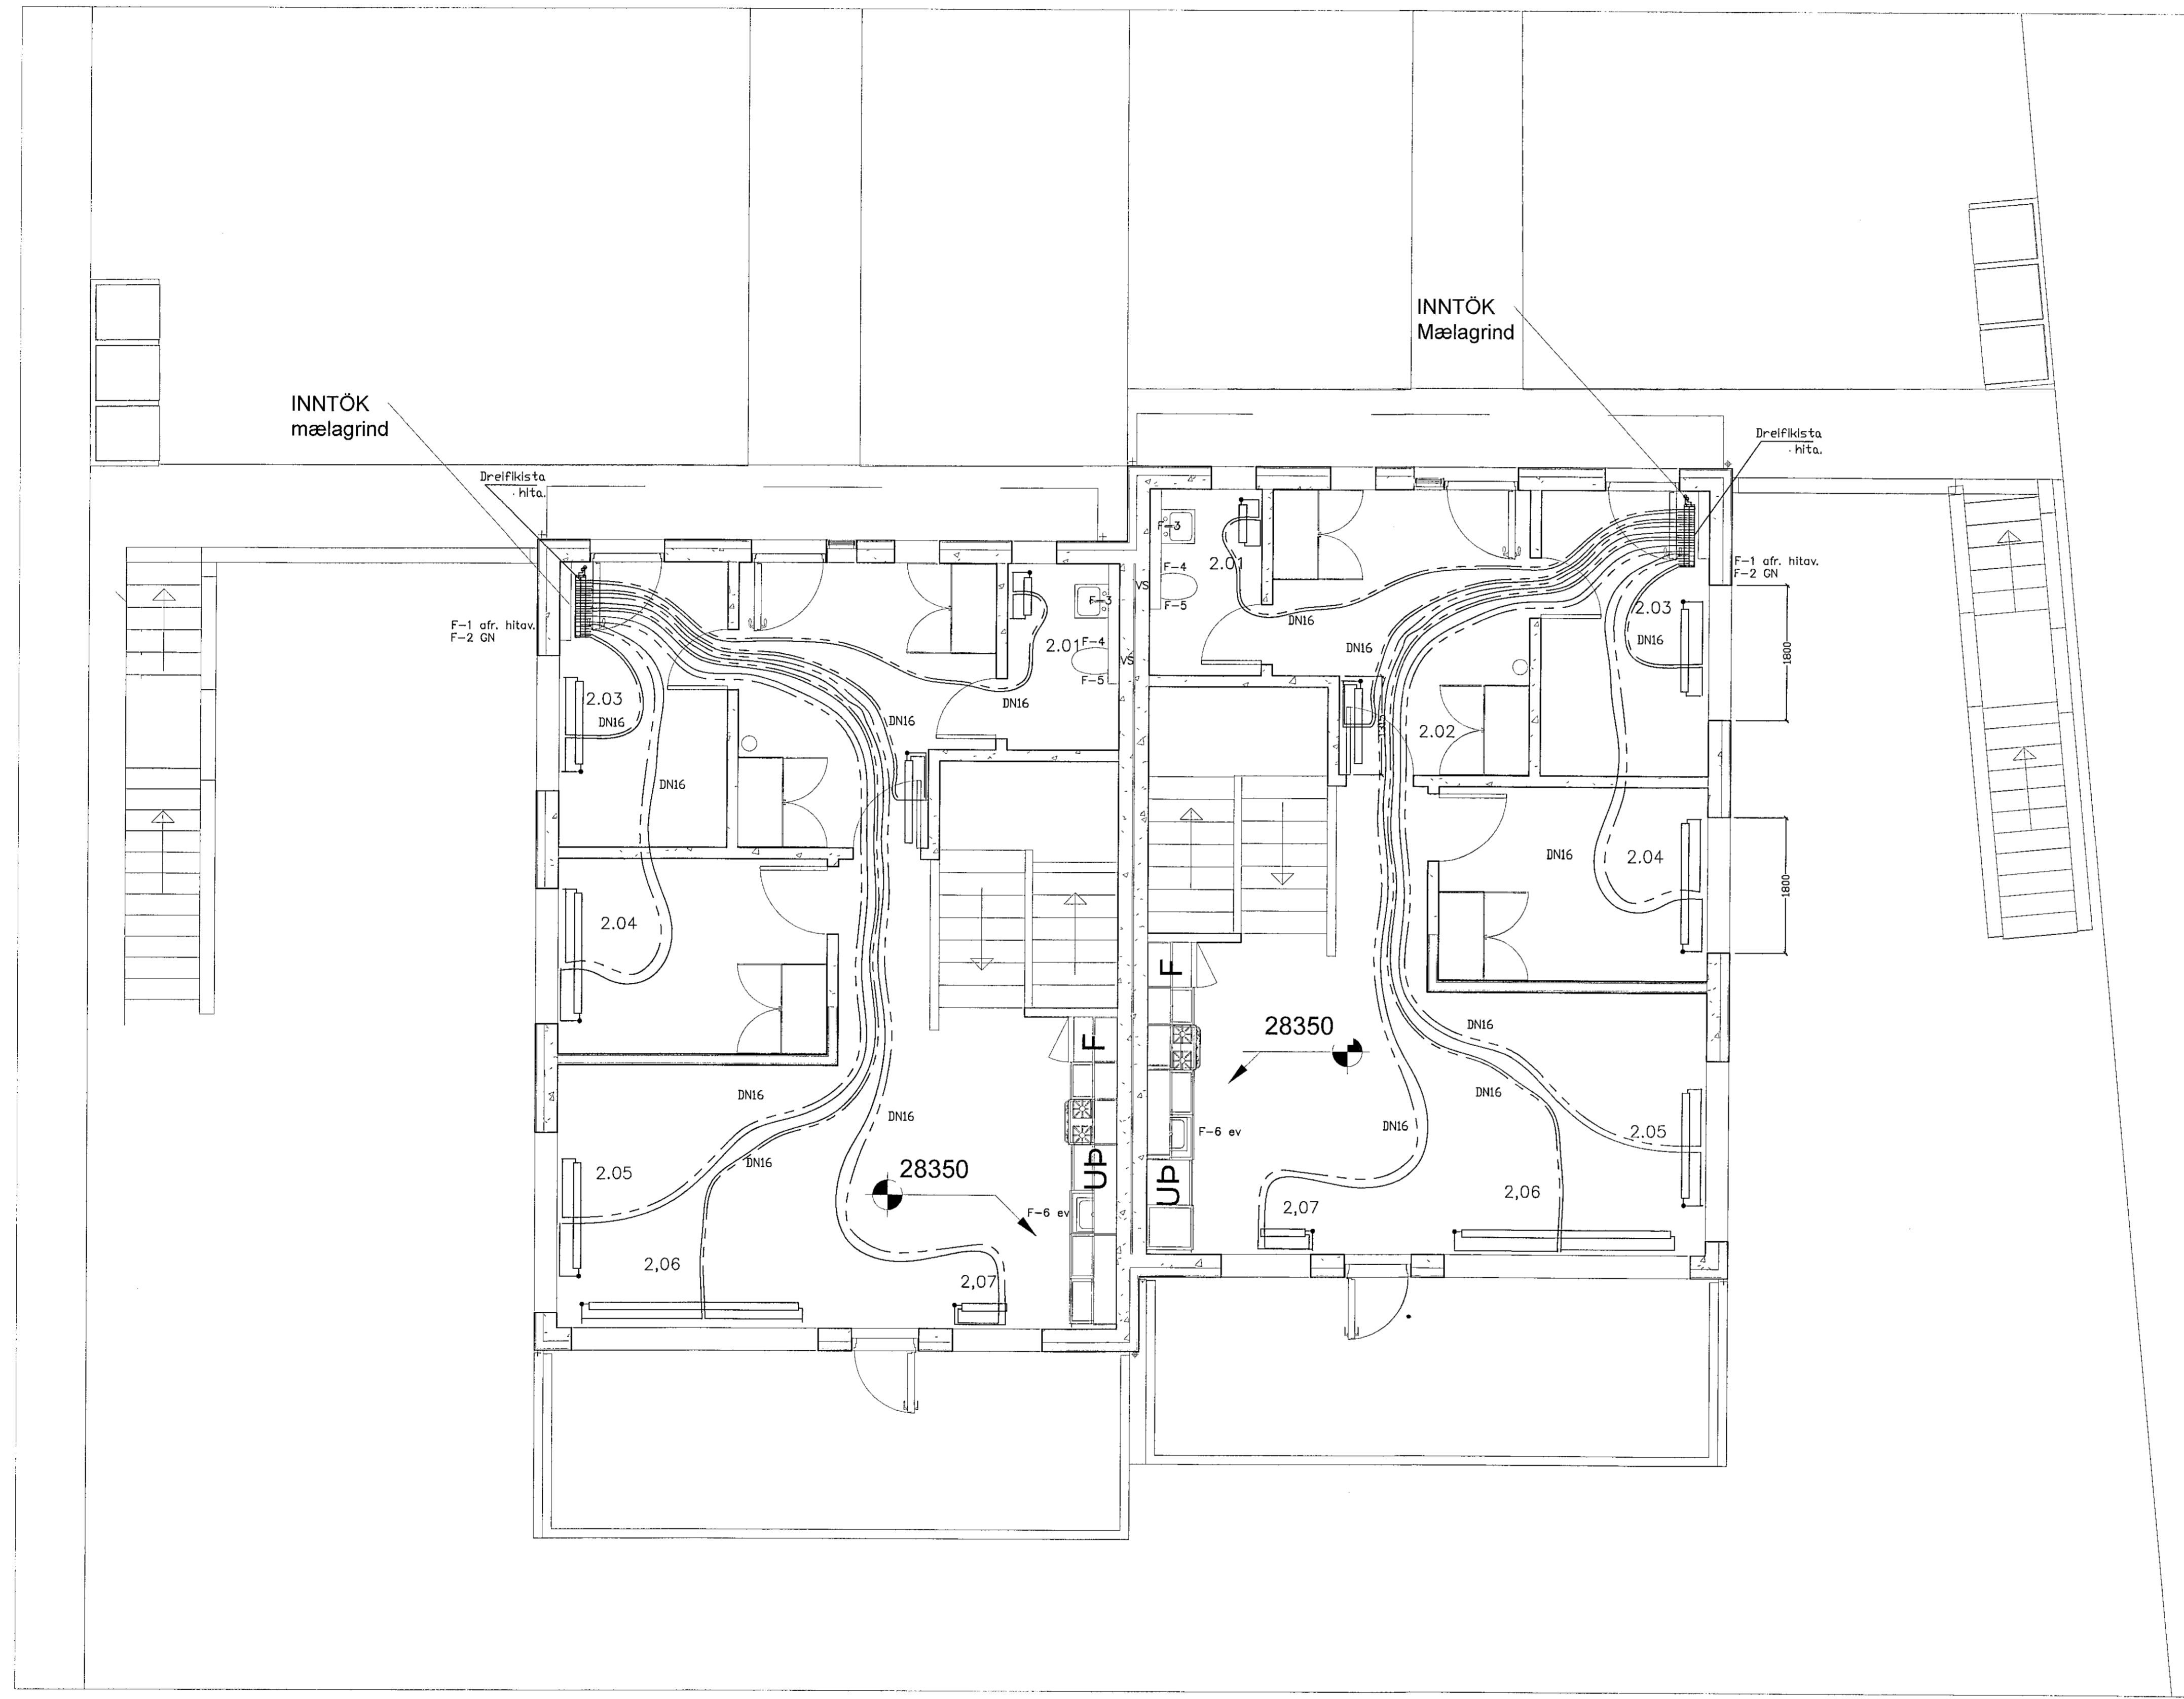 INNTÖK
Mælagrind
INNTÖK
mælagrind
Dreifikista
hita.
Dreifikista
hita.
F-1 afr. hitav.
F-2 GN
F-1 afr. hitav.
F-2 GN
F-3
F-4
F-5
2.01
VS
DN16
DN16
2.03
DN16
1800
2.02
F-3
2.01
F-4
F-5
VS
DN16
DN16
2.03
DN16
DN16
DN16
2.04
1800
2.04
F
28350
DN16
F
DN16
DN16
DN16
DN16
F-6 ev
DN16
2.05
UÞ
2,06
2,07
2.05
DN16
28350
UÞ
F-6 ev
2,06
2,07